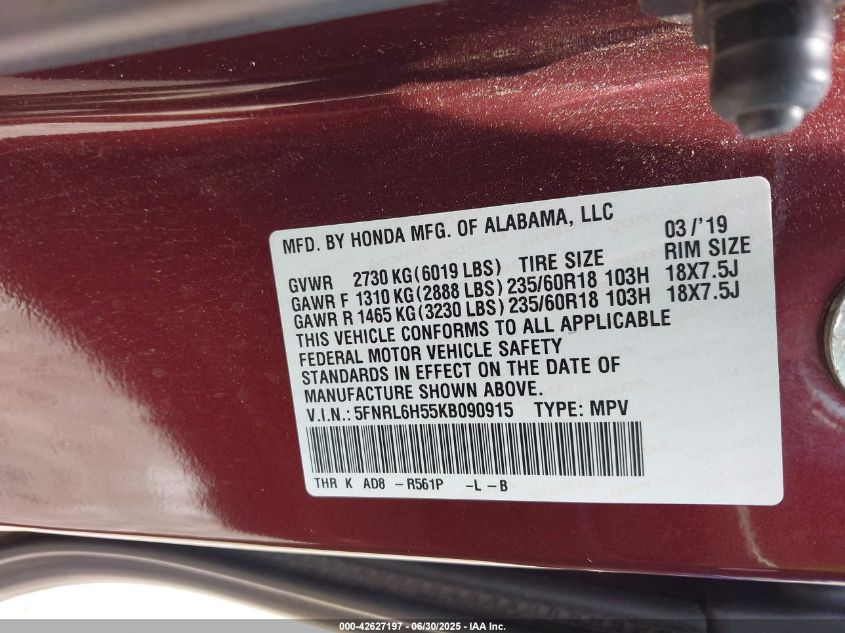 MFD. BY HONDA MFG. OF ALABAMA, LLC 03/'19
GVWR 2730 KG(6019 LBS) TIRE SIZE RIM SIZE
GAWR F 1310 KG(2888 LBS) 235/60R18 103H 18X7.5J
GAWR R 1465 KG(3230 LBS) 235/60R18 103H 18X7.5J
THIS VEHICLE CONFORMS TO ALL APPLICABLE
FEDERAL MOTOR VEHICLE SAFETY
STANDARDS IN EFFECT ON THE DATE OF
MANUFACTURE SHOWN ABOVE.
V.I.N.: 5FNRL6H55KB090915 TYPE: MPV
THR K AD8 -R561P -L-B
000-42627197 - 06/30/2025 - IAA Inc.